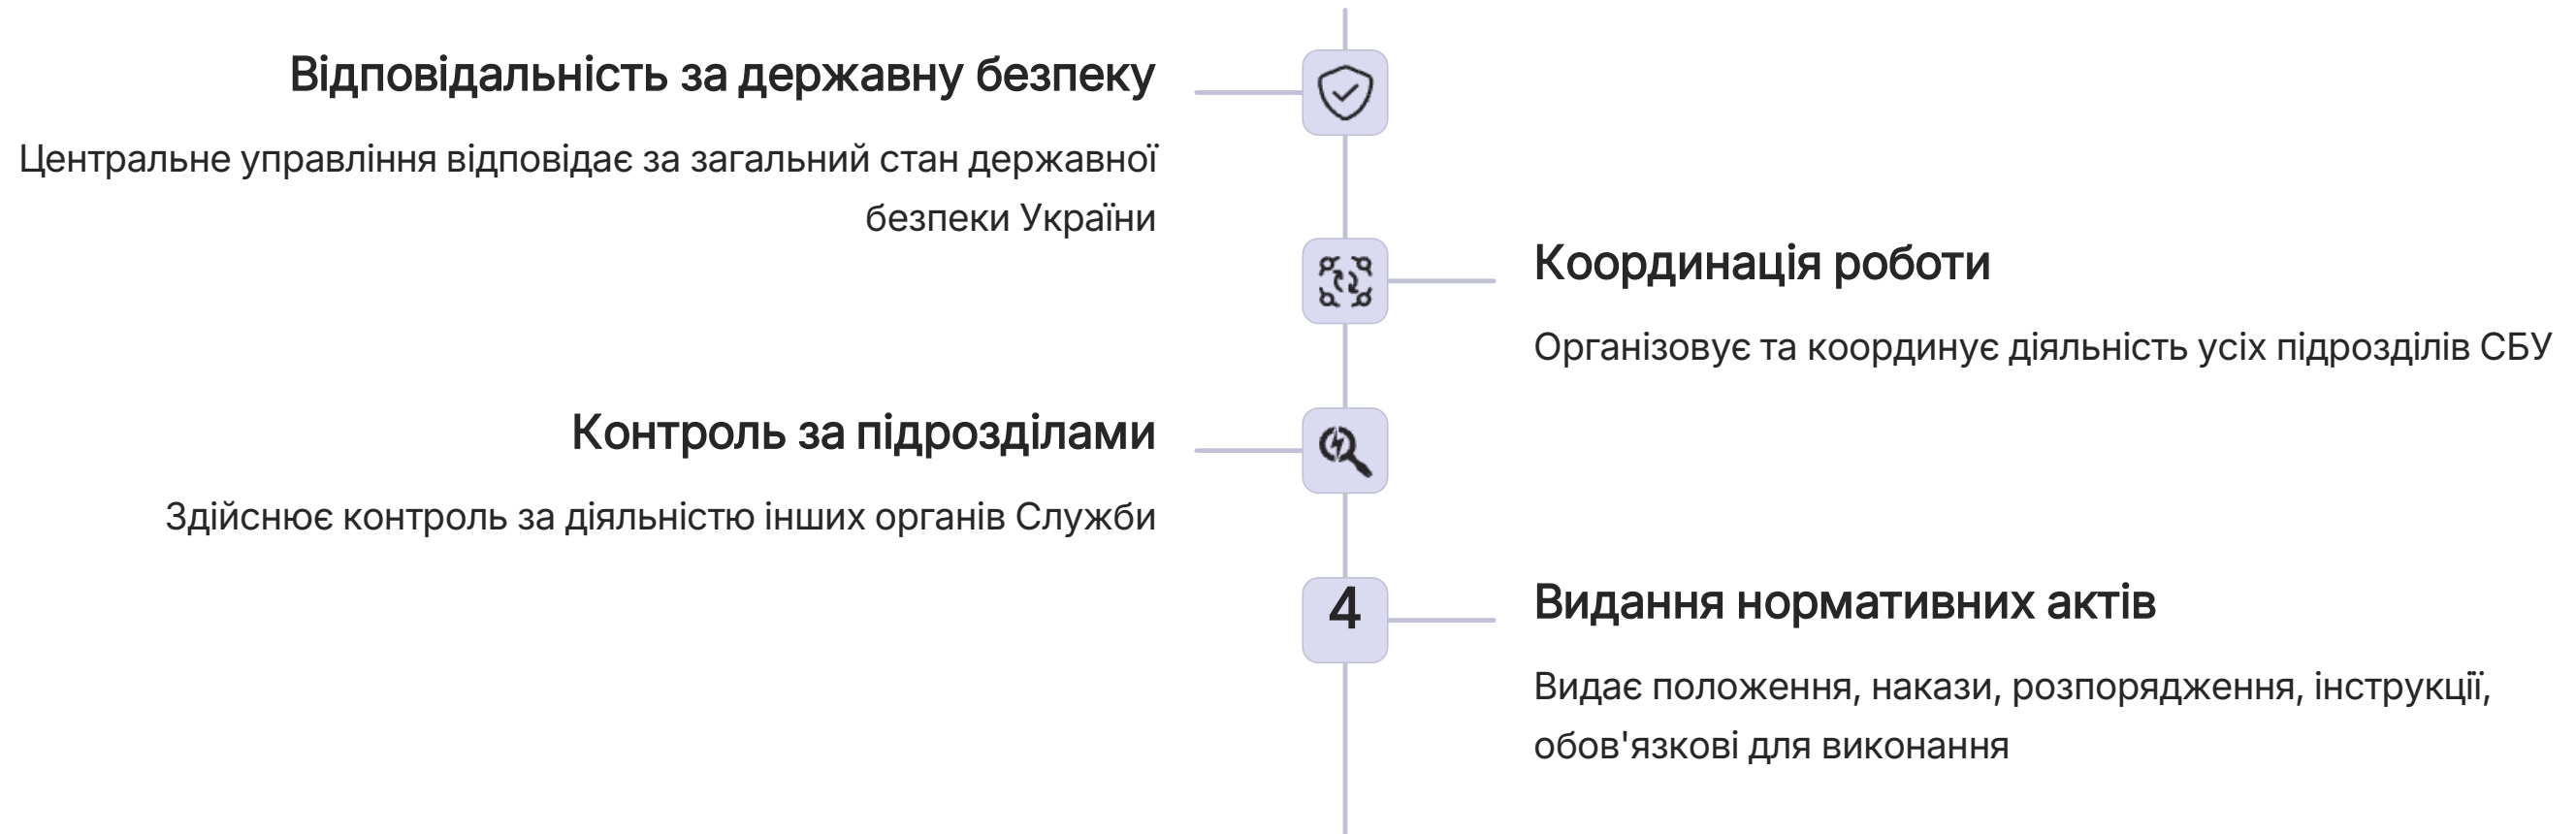 Відповідальність за державну безпеку
Центральне управління відповідає за загальний стан державної
безпеки України
Координація роботи
Організовує та координує діяльність усіх підрозділів СБУ
Контроль за підрозділами
Здійснює контроль за діяльністю інших органів Служби
4
Видання нормативних актів
Видає положення, накази, розпорядження, інструкції,
обов'язкові для виконання